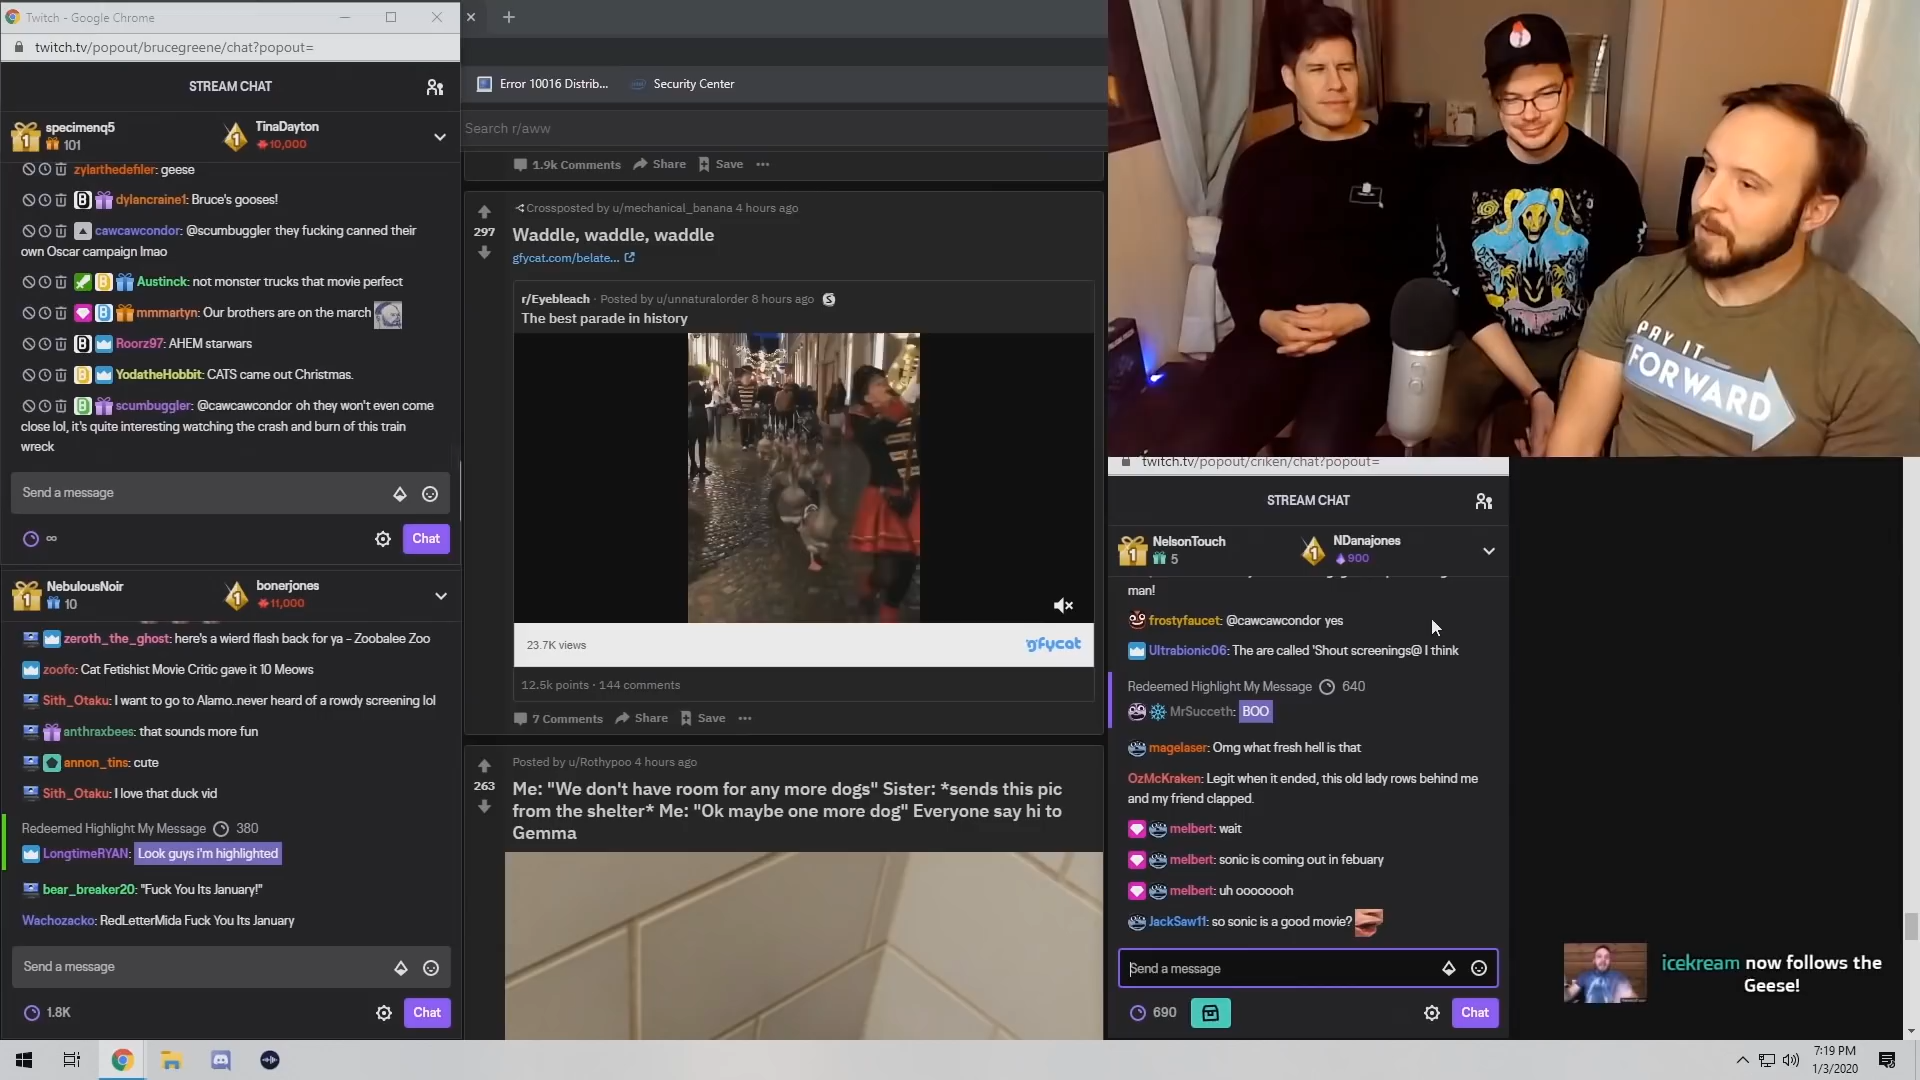 Twitch - Google Chrome
twitch.tv/popout/brucegreene/chat?popout=
STREAM CHAT
specimenq5
101
TinaDayton
10,000
zylarthedefiler: geese
dylancraine1: Bruce's gooses!
cawcawcondor: @scumbuggler they fucking canned their
own Oscar campaign lmao
Austinck: not monster trucks that movie perfect
mmmartyn: Our brothers are on the march
Roorz97: AHEM starwars
YodatheHobbit: CATS came out Christmas.
scumbuggler: @cawcawcondor oh they won't even come
close lol, it's quite interesting watching the crash and burn of this train
wreck
Send a message
∞
Chat
NebulousNoir
10
bonerjones
11,000
zeroth_the_ghost: here's a wierd flash back for ya - Zoobalee Zoo
zoofo: Cat Fetishist Movie Critic gave it 10 Meows
Sith_Otaku: I want to go to Alamo..never heard of a rowdy screening lol
anthraxbees: that sounds more fun
annon_tins: cute
Sith_Otaku: I love that duck vid
Redeemed Highlight My Message 380
LongtimeRYAN: Look guys i'm highlighted
bear_breaker20: "Fuck You Its January!"
Wachozacko: RedLetterMida Fuck You Its January
Send a message
1.8K
Chat
Error 10016 Distrib...
Security Center
Search r/aww
1.9k Comments Share Save
297
Crossposted by u/mechanical_banana 4 hours ago
Waddle, waddle, waddle
gfycat.com/belate...
r/Eyebleach · Posted by u/unnaturalorder 8 hours ago
The best parade in history
23.7K views
gfycat
12.5k points · 144 comments
7 Comments Share Save
263
Posted by u/Rothypoo 4 hours ago
Me: "We don't have room for any more dogs" Sister: *sends this pic
from the shelter* Me: "Ok maybe one more dog" Everyone say hi to
Gemma
PAY IT
FORWARD
twitch.tv/popout/criken/chat?popout=
STREAM CHAT
NelsonTouch
5
NDanajones
900
man!
frostyfaucet: @cawcawcondor yes
Ultrabionic06: The are called 'Shout screenings@ I think
Redeemed Highlight My Message 640
MrSucceth: BOO
magelaser: Omg what fresh hell is that
OzMcKraken: Legit when it ended, this old lady rows behind me
and my friend clapped.
melbert: wait
melbert: sonic is coming out in febuary
melbert: uh oooooooh
JackSaw11: so sonic is a good movie?
Send a message
690
Chat
icekream now follows the
Geese!
7:19 PM
1/3/2020